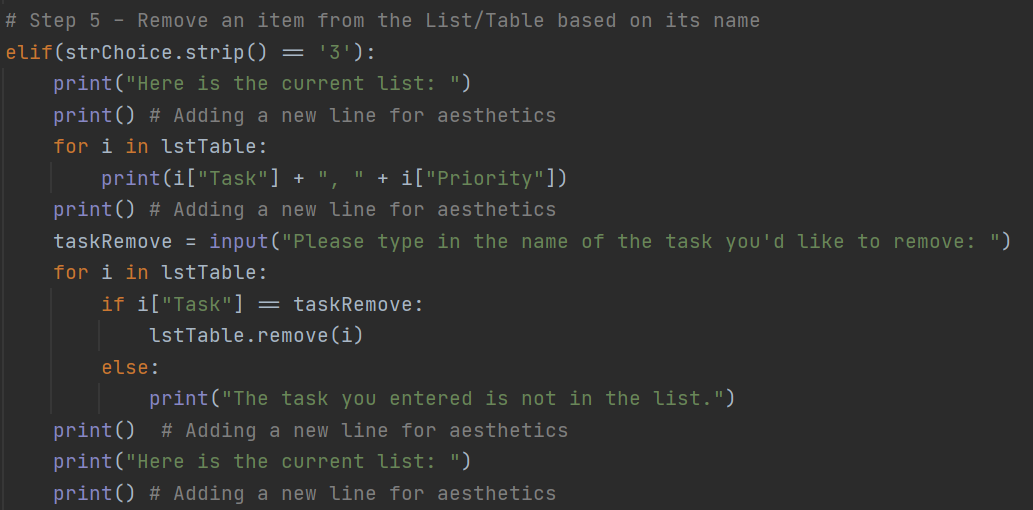 # Step 5 - Remove an item from the List/Table based on its name
elif(strChoice.strip() == '3'):
    print("Here is the current list: ")
    print() # Adding a new line for aesthetics
    for i in lstTable:
        print(i["Task"] + ", " + i["Priority"])
    print() # Adding a new line for aesthetics
    taskRemove = input("Please type in the name of the task you'd like to remove: ")
    for i in lstTable:
        if i["Task"] == taskRemove:
            lstTable.remove(i)
        else:
            print("The task you entered is not in the list.")
    print()  # Adding a new line for aesthetics
    print("Here is the current list: ")
    print() # Adding a new line for aesthetics